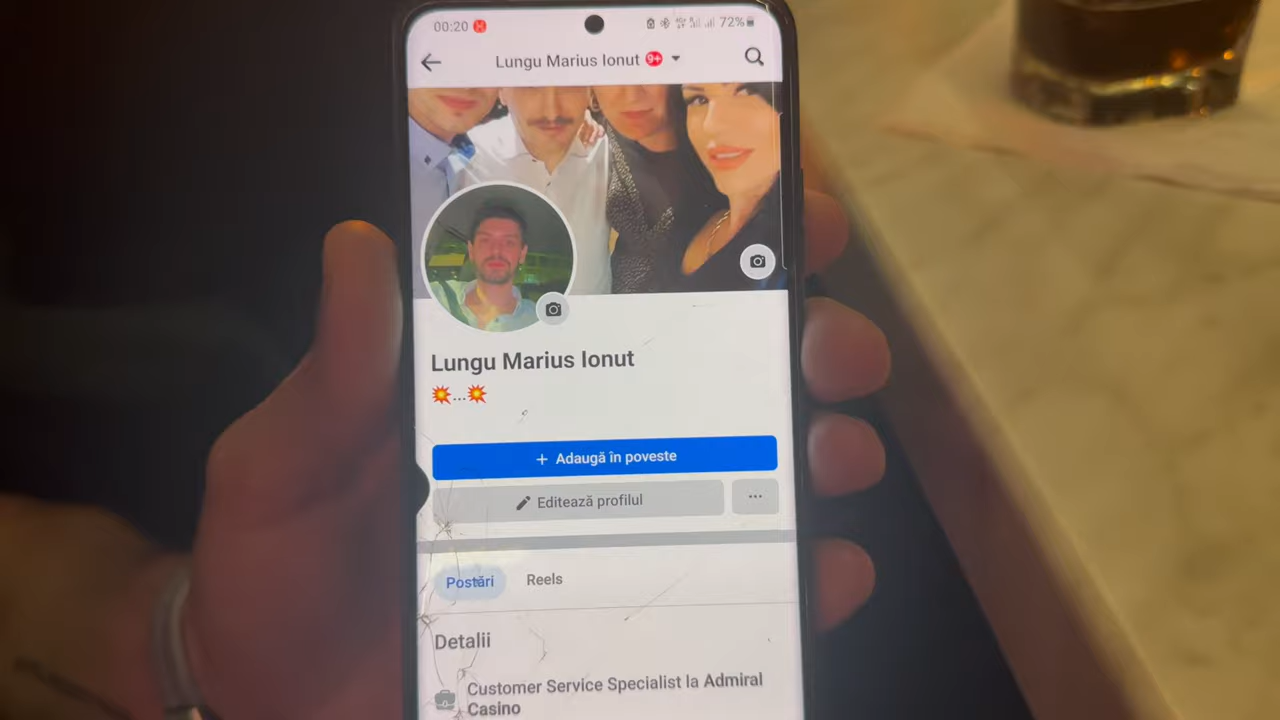 00:20
72%
Lungu Marius Ionut 9+
Lungu Marius Ionut
💥...💥
+ Adaugă în poveste
Editează profilul
...
Postări Reels
Detalii
Customer Service Specialist la Admiral
Casino